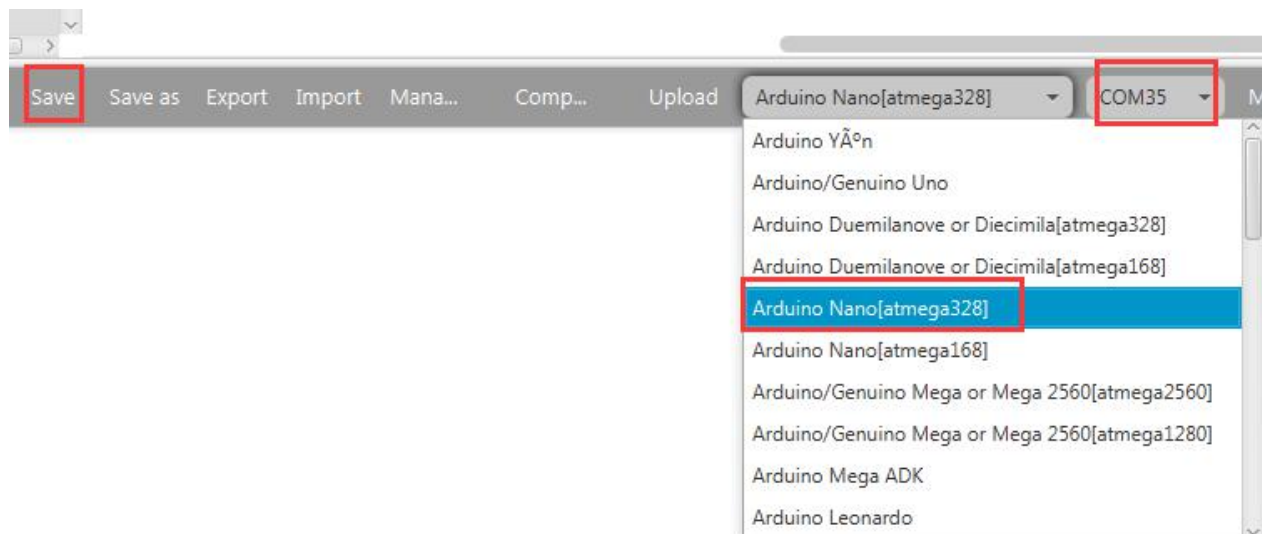 Save Save as Export Import Mana... Comp... Upload Arduino Nano[atmega328] COM35 M
Arduino YÃºn
Arduino/Genuino Uno
Arduino Duemilanove or Diecimila[atmega328]
Arduino Duemilanove or Diecimila[atmega168]
Arduino Nano[atmega328]
Arduino Nano[atmega168]
Arduino/Genuino Mega or Mega 2560[atmega2560]
Arduino/Genuino Mega or Mega 2560[atmega1280]
Arduino Mega ADK
Arduino Leonardo